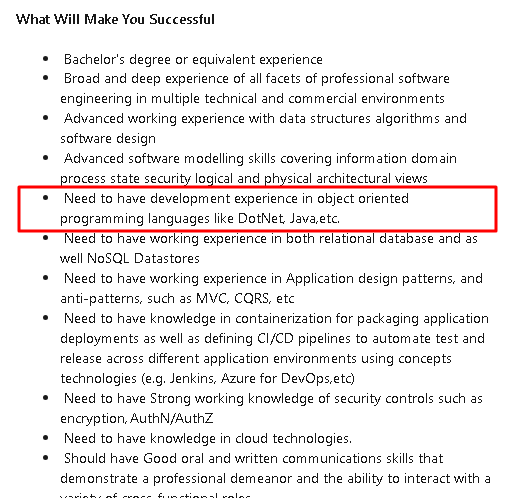 What Will Make You Successful
• Bachelor's degree or equivalent experience
• Broad and deep experience of all facets of professional software
engineering in multiple technical and commercial environments
• Advanced working experience with data structures algorithms and
software design
• Advanced software modelling skills covering information domain
process state security logical and physical architectural views
• Need to have development experience in object oriented
programming languages like DotNet, Java,etc.
• Need to have working experience in both relational database and as
well NoSQL Datastores
• Need to have working experience in Application design patterns, and
anti-patterns, such as MVC, CQRS, etc
• Need to have knowledge in containerization for packaging application
deployments as well as defining CI/CD pipelines to automate test and
release across different application environments using concepts
technologies (e.g. Jenkins, Azure for DevOps,etc)
• Need to have Strong working knowledge of security controls such as
encryption, AuthN/AuthZ
• Need to have knowledge in cloud technologies.
• Should have Good oral and written communications skills that
demonstrate a professional demeanor and the ability to interact with a
variety of cross-functional roles